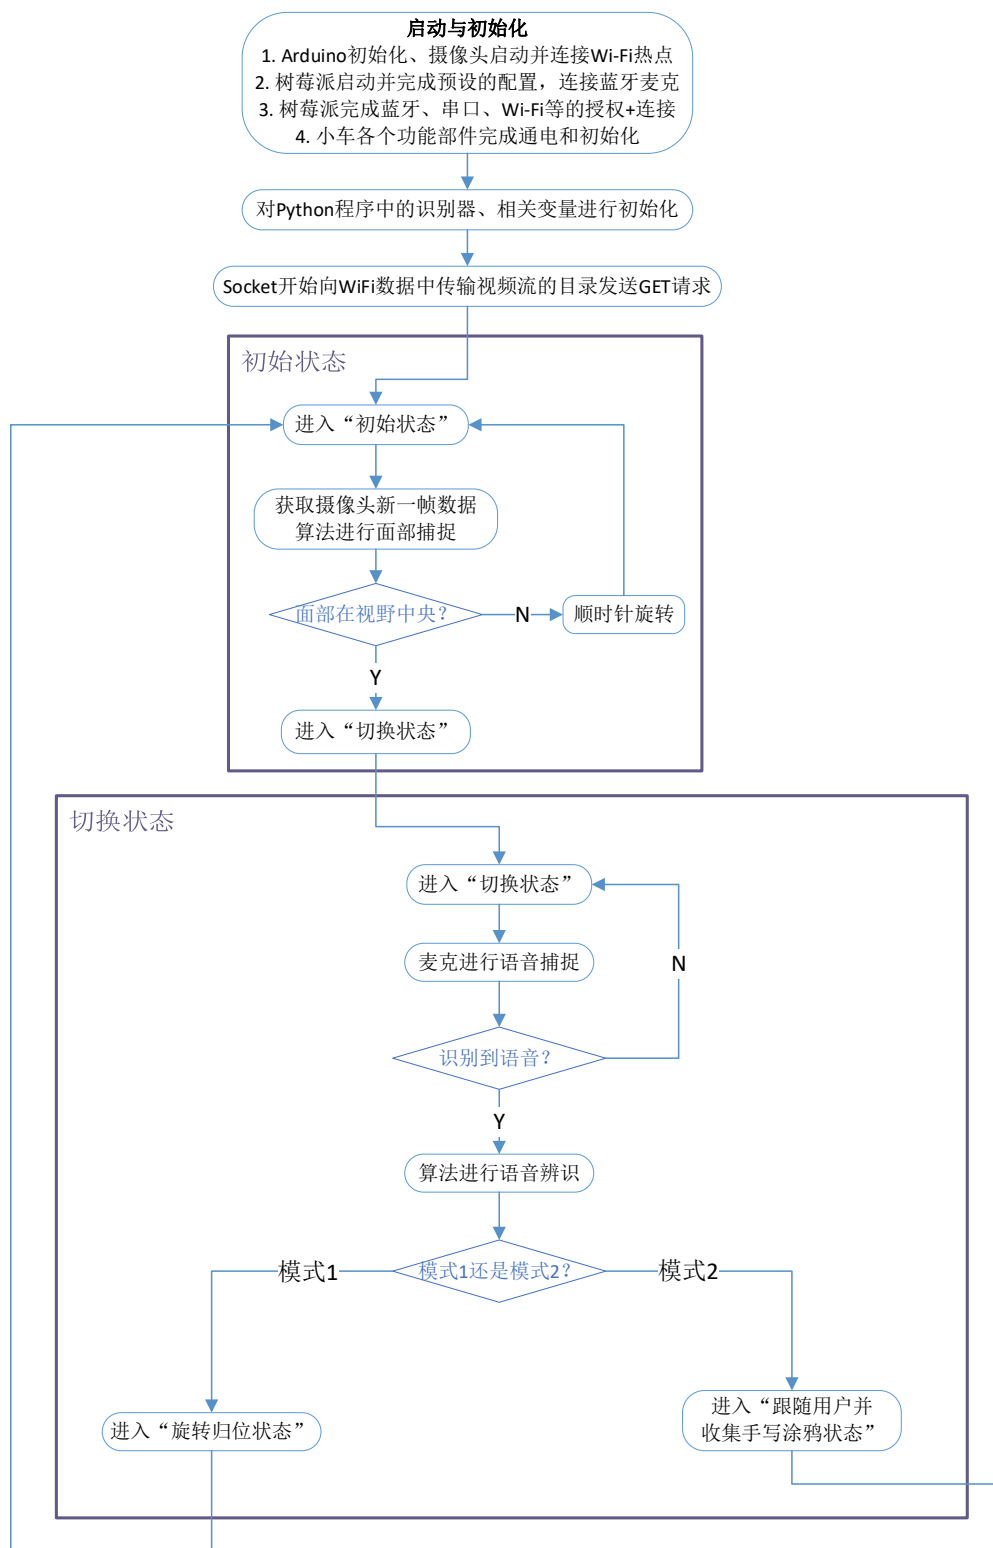 启动与初始化
1. Arduino初始化、摄像头启动并连接Wi-Fi热点
2. 树莓派启动并完成预设的配置，连接蓝牙麦克
3. 树莓派完成蓝牙、串口、Wi-Fi等的授权+连接
4. 小车各个功能部件完成通电和初始化
对Python程序中的识别器、相关变量进行初始化
Socket开始向WiFi数据中传输视频流的目录发送GET请求
初始状态
进入“初始状态”
获取摄像头新一帧数据
算法进行面部捕捉
面部在视野中央？
N
顺时针旋转
Y
进入“切换状态”
切换状态
进入“切换状态”
麦克进行语音捕捉
N
识别到语音？
Y
算法进行语音辨识
模式1
模式1还是模式2？
模式2
进入“旋转归位状态”
进入“跟随用户并
收集手写涂鸦状态”